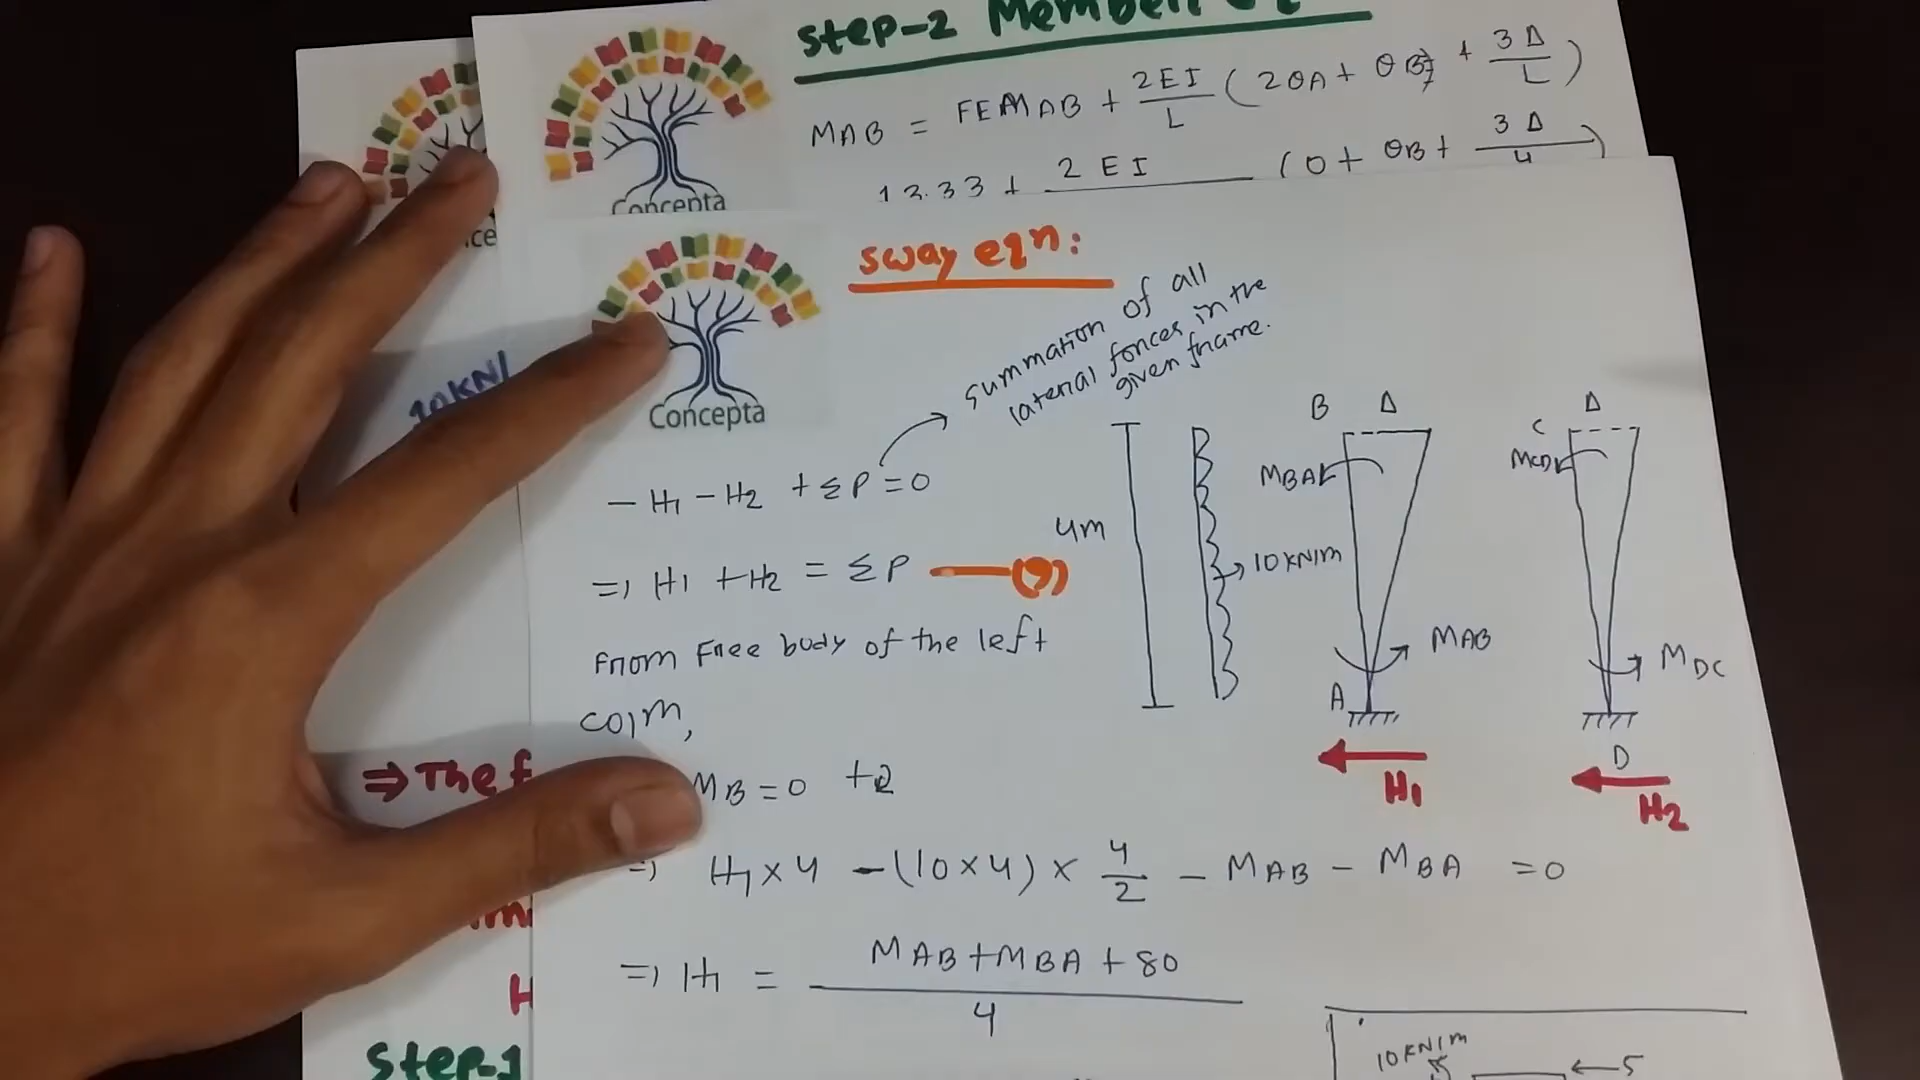 step-2 Member
MAB = FEMAB + 2EI/L (2θA + θB + 3Δ/L)
13.33 + 2EI (0 + θB + 3Δ/4)
Concepta
sway eqn:
summation of all
laterial forces in the
given frame.
Concepta
10KN/
- H1 - H2 + ΣP = 0
=> H1 + H2 = ΣP
4m
10KN/m
B Δ
MBA
MAB
A
H1
C Δ
MCD
MDC
D
H2
From Free body of the left
colm,
MB = 0 +
=> The f
=> H1 × 4 - (10×4) × 4/2 - MAB - MBA = 0
=> H1 = MAB + MBA + 80 / 4
H
Step-1
10KN/m
5